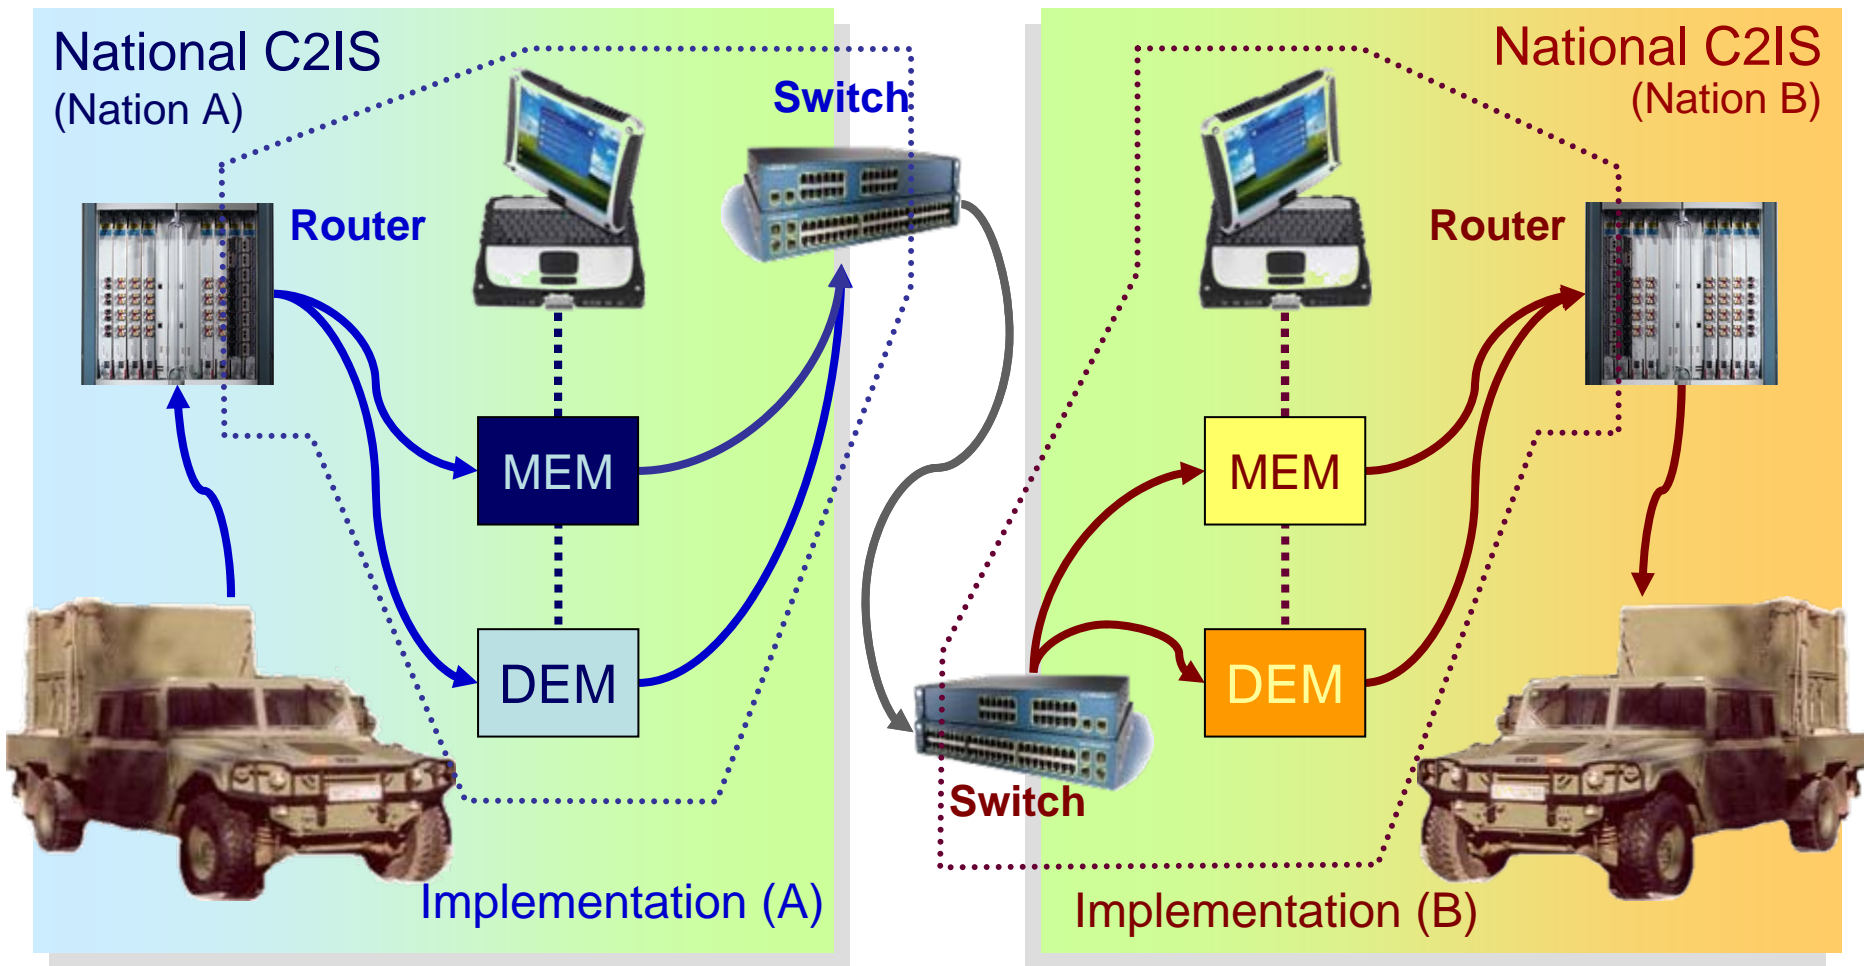 National C2IS
(Nation A)
Switch
Router
MEM
DEM
Implementation (A)
National C2IS
(Nation B)
Router
MEM
DEM
Switch
Implementation (B)